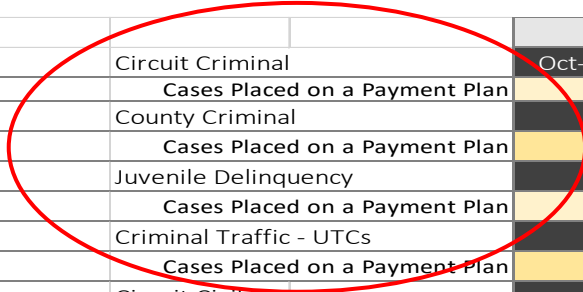 Circuit Criminal Oct-
Cases Placed on a Payment Plan
County Criminal
Cases Placed on a Payment Plan
Juvenile Delinquency
Cases Placed on a Payment Plan
Criminal Traffic - UTCs
Cases Placed on a Payment Plan